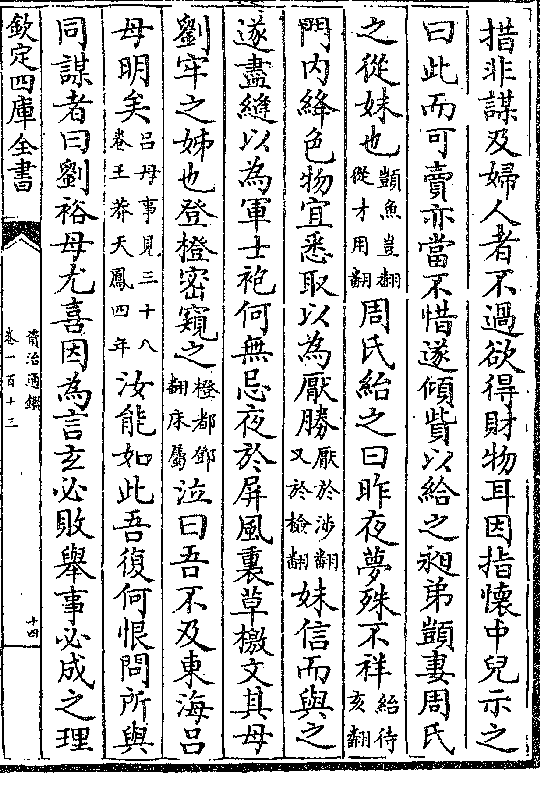 措非謀及婦人者不過欲得財物耳因指懷中兒示之
曰此而可賣亦當不惜遂傾貲以給之昶弟顗妻周氏
之從妹也顗魚豈翻從才用翻周氏紿之曰昨夜夢殊不祥紿待亥翻
門内絳色物宜悉取以為厭勝厭於涉翻又於檢翻妹信而與之
遂盡縫以為軍士袍何無忌夜於屏風裏草檄文其母
劉牢之姊也登橙密窺之橙都鄧翻床屬泣曰吾不及東海吕
母明矣吕母事見三十八卷王莽天鳳四年汝能如此吾復何恨問所與
同謀者曰劉裕母尤喜因為言玄必敗舉事必成之理
欽定四庫全書
資治通鑑
卷一百十三
十四